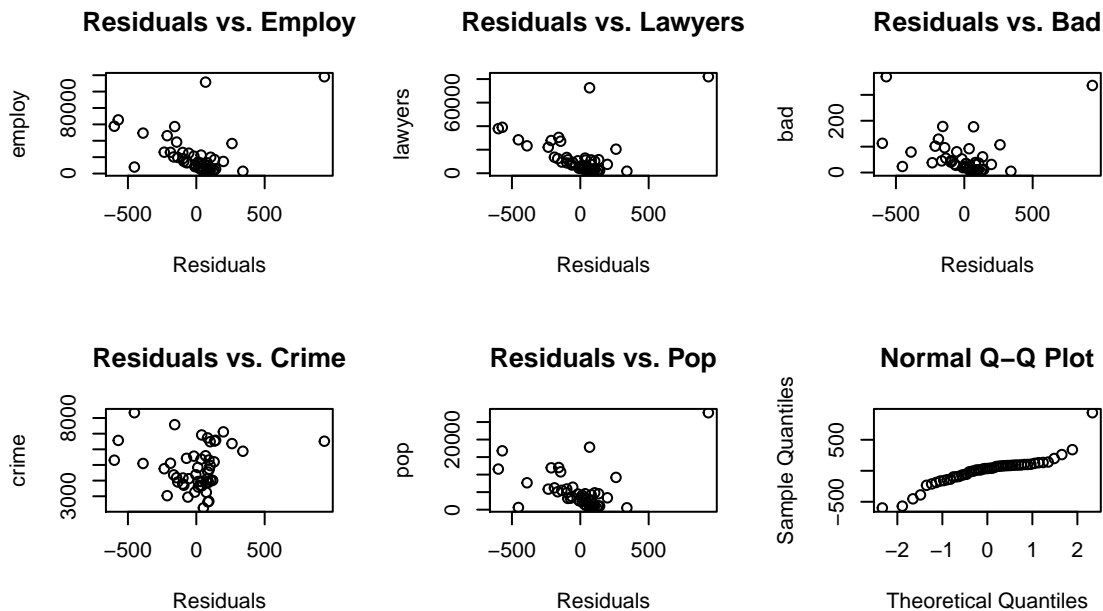 Residuals vs. Employ
employ
80000
0
−500 0 500
Residuals
Residuals vs. Lawyers
lawyers
60000
0
−500 0 500
Residuals
Residuals vs. Bad
bad
200
0
−500 0 500
Residuals
Residuals vs. Crime
crime
8000
3000
−500 0 500
Residuals
Residuals vs. Pop
pop
20000
0
−500 0 500
Residuals
Normal Q−Q Plot
Sample Quantiles
500
−500
−2 −1 0 1 2
Theoretical Quantiles